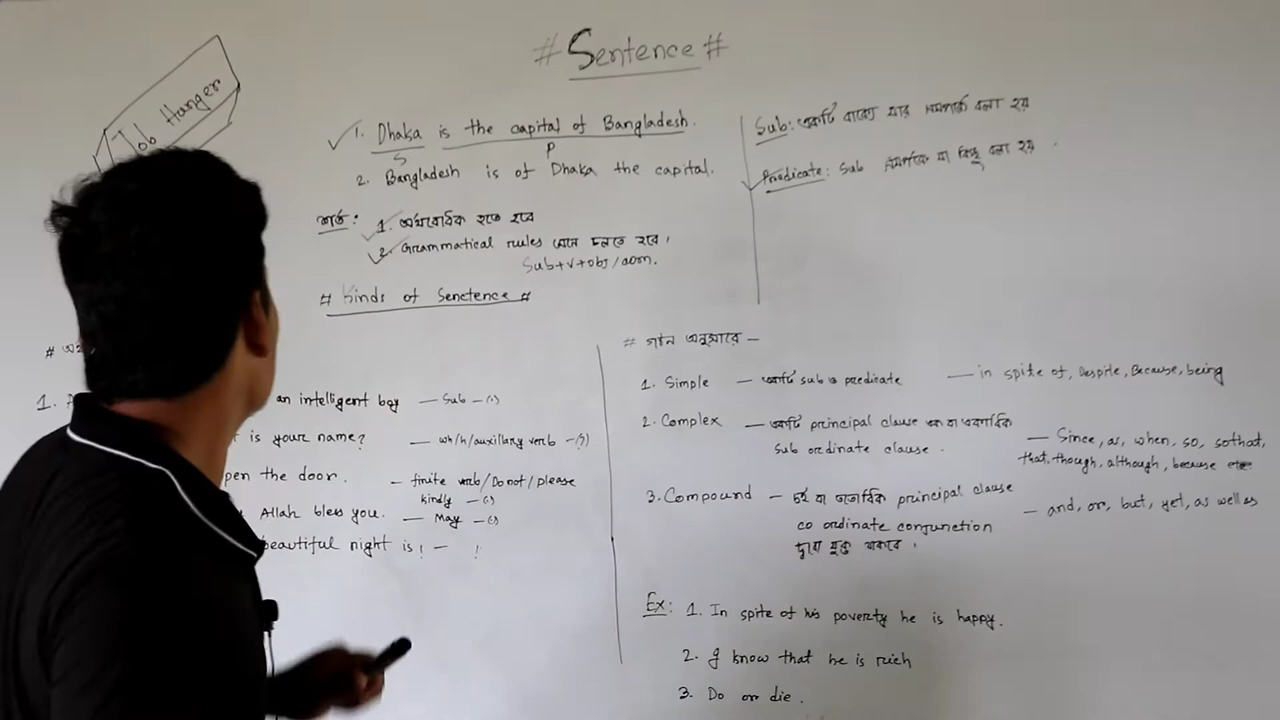 # Sentence #
Job Hanger
1. Dhaka is the capital of Bangladesh.
S P
2. Bangladesh is of Dhaka the capital.
শর্ত : 1. অর্থবোধক হতে হবে
2. Grammatical rules মেনে চলতে হবে।
Sub+v+obj/com.
# Kinds of Senctence #
Sub: একটি বাক্যে যার সম্পর্কে বলা হয়
Predicate: Sub সম্পর্কে যা কিছু বলা হয়
1.
an intelligent boy — Sub — (.)
is your name? — wh/h/auxillary verb — (?)
pen the door. — finite verb/Do not/please
kindly — (.)
Allah bless you. — May — (.)
beautiful night is! — !
# গঠন অনুসারে —
1. Simple — একটি sub ও predicate — in spite of, Despite, Because, being
2. Complex — একটি principal clause এক বা একাধিক
Sub ordinate clause. — Since, as, when, so, sothat,
that, though, although, because etc
3. Compound — দুই বা ততোধিক principal clause
co ordinate conjunction — and, or, but, yet, as well as
দ্বারা যুক্ত থাকবে।
Ex: 1. In spite of his poverty he is happy.
2. I know that he is rich
3. Do or die.